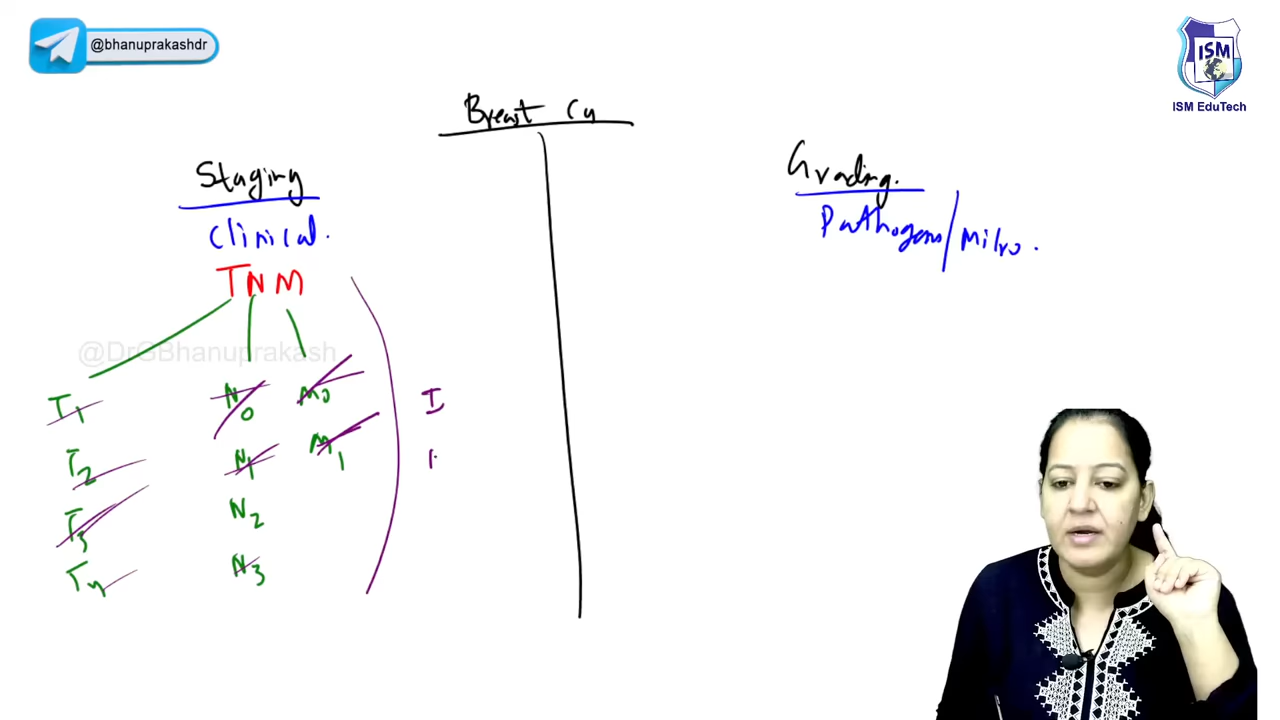 @bhanuprakashdr
ISM
ISM EduTech
Breast Ca
Staging
Clinical.
TNM
@DrGBhanuprakash
T1 N0 M0 I
T2 N1 M1 I
T3 N2
T4 N3
Grading.
Pathogens/Micro.